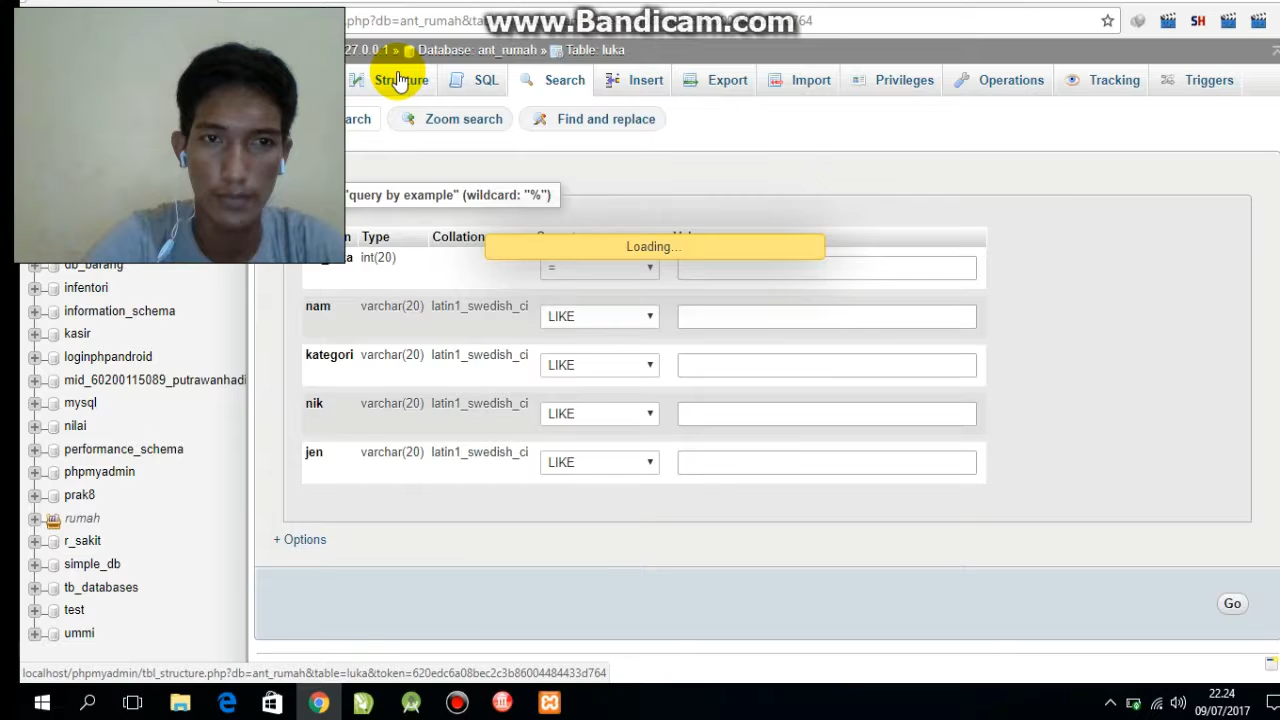 www.Bandicam.com
.php?db=ant_rumah&ta
764
27.0.0.1 » Database: ant_rumah » Table: luka
Structure SQL Search Insert Export Import Privileges Operations Tracking Triggers
arch Zoom search Find and replace
"query by example" (wildcard: "%")
Type Collation
Loading...
int(20) =
nam varchar(20) latin1_swedish_ci LIKE
kategori varchar(20) latin1_swedish_ci LIKE
nik varchar(20) latin1_swedish_ci LIKE
jen varchar(20) latin1_swedish_ci LIKE
+ Options
Go
db_barang
infentori
information_schema
kasir
loginphpandroid
mid_60200115089_putrawanhadi
mysql
nilai
performance_schema
phpmyadmin
prak8
rumah
r_sakit
simple_db
tb_databases
test
ummi
localhost/phpmyadmin/tbl_structure.php?db=ant_rumah&table=luka&token=620edc6a08bec2c3b86004484433d764
SH
22.24
09/07/2017